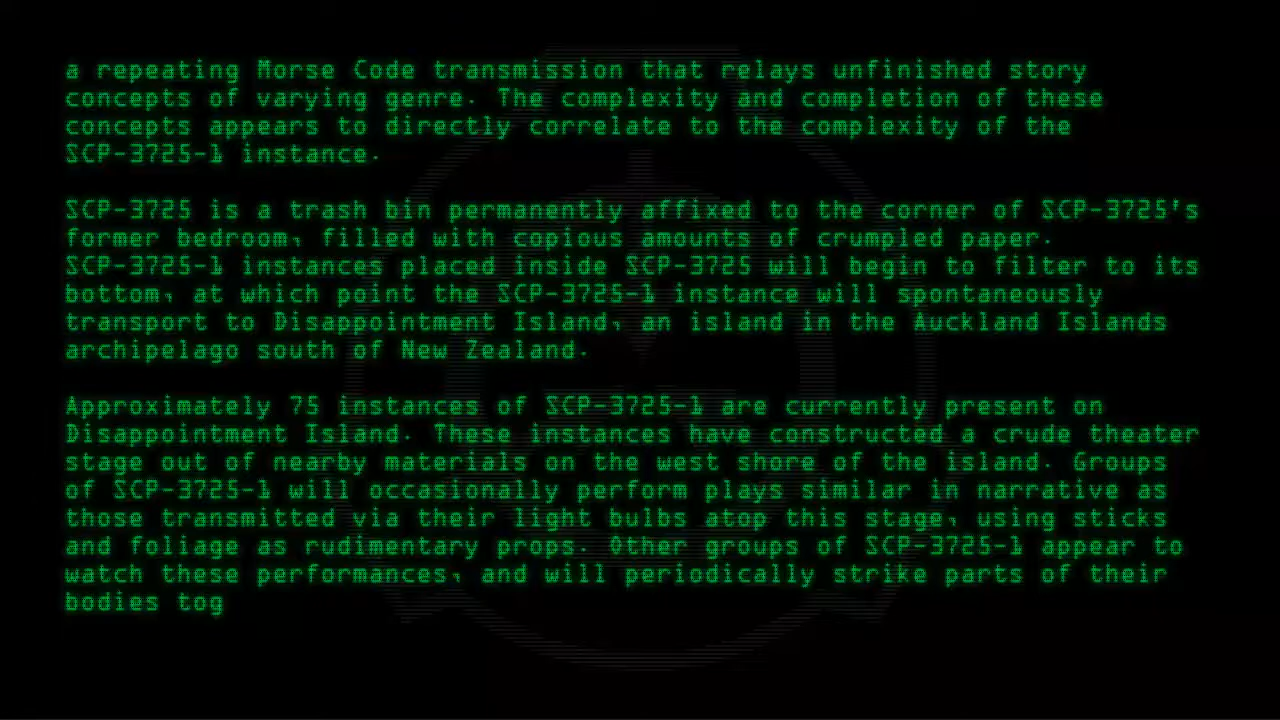 a repeating Morse Code transmission that relays unfinished story
concepts of varying genre. The complexity and completion of these
concepts appears to directly correlate to the complexity of the
SCP-3725-1 instance.
SCP-3725 is a trash bin permanently affixed to the corner of SCP-3725's
former bedroom, filled with copious amounts of crumpled paper.
SCP-3725-1 instances placed inside SCP-3725 will begin to filter to its
bottom, at which point the SCP-3725-1 instance will spontaneously
transport to Disappointment Island, an island in the Auckland Islands
archipelago south of New Zealand.
Approximately 75 instances of SCP-3725-1 are currently present on
Disappointment Island. These instances have constructed a crude theater
stage out of nearby materials on the west shore of the island. Groups
of SCP-3725-1 will occasionally perform plays similar in narrative as
those transmitted via their light bulbs atop this stage, using sticks
and foliage as rudimentary props. Other groups of SCP-3725-1 appear to
watch these performances, and will periodically strike parts of their
bodies tog